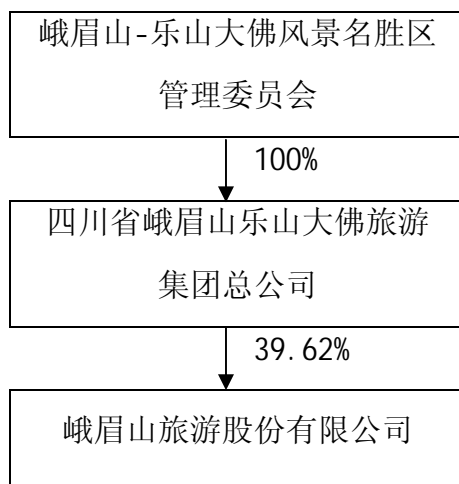 峨眉山-乐山大佛风景名胜区
管理委员会
100%
四川省峨眉山乐山大佛旅游
集团总公司
39.62%
峨眉山旅游股份有限公司